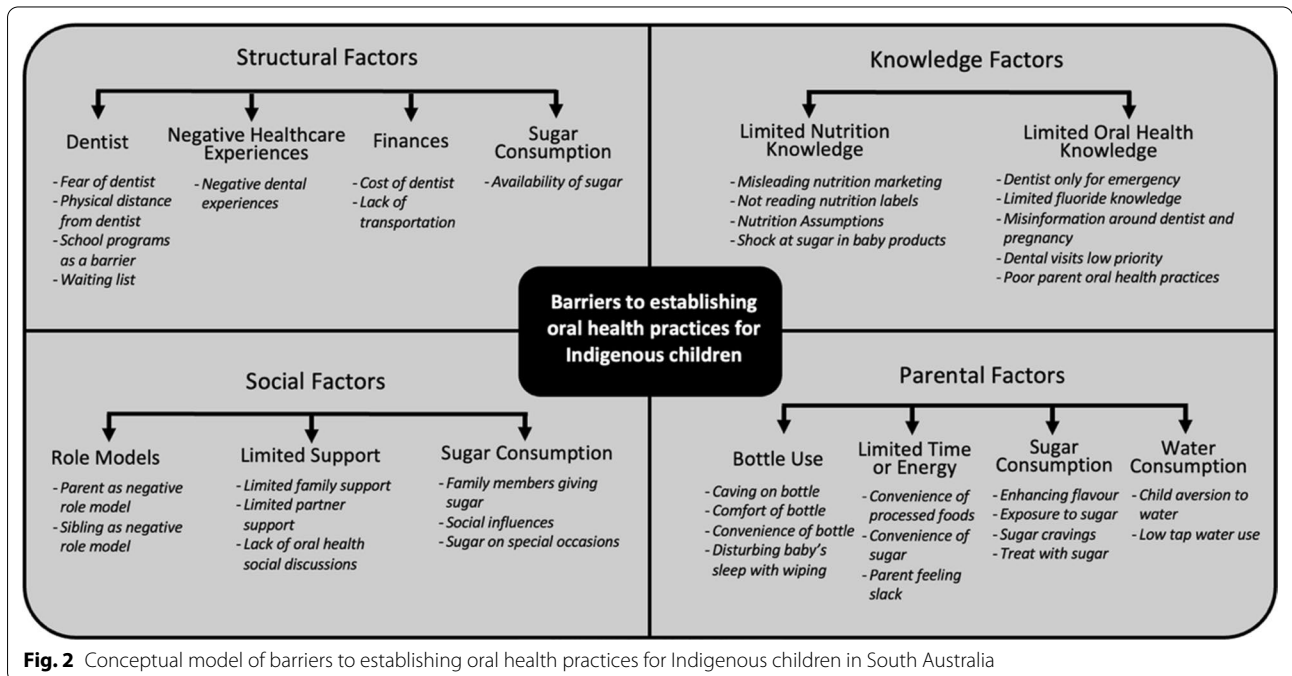 Structural Factors
Dentist
- Fear of dentist
- Physical distance
from dentist
- School programs
as a barrier
- Waiting list
Negative Healthcare
Experiences
- Negative dental
experiences
Finances
- Cost of dentist
- Lack of
transportation
Sugar
Consumption
- Availability of sugar
Knowledge Factors
Limited Nutrition
Knowledge
- Misleading nutrition marketing
- Not reading nutrition labels
- Nutrition Assumptions
- Shock at sugar in baby products
Limited Oral Health
Knowledge
- Dentist only for emergency
- Limited fluoride knowledge
- Misinformation around dentist and
pregnancy
- Dental visits low priority
- Poor parent oral health practices
Barriers to establishing
oral health practices for
Indigenous children
Social Factors
Role Models
- Parent as negative
role model
- Sibling as negative
role model
Limited Support
- Limited family support
- Limited partner
support
- Lack of oral health
social discussions
Sugar Consumption
- Family members giving
sugar
- Social influences
- Sugar on special occasions
Parental Factors
Bottle Use
- Caving on bottle
- Comfort of bottle
- Convenience of bottle
- Disturbing baby's
sleep with wiping
Limited Time
or Energy
- Convenience of
processed foods
- Convenience of
sugar
- Parent feeling
slack
Sugar
Consumption
- Enhancing flavour
- Exposure to sugar
- Sugar cravings
- Treat with sugar
Water
Consumption
- Child aversion to
water
- Low tap water use
Fig. 2 Conceptual model of barriers to establishing oral health practices for Indigenous children in South Australia